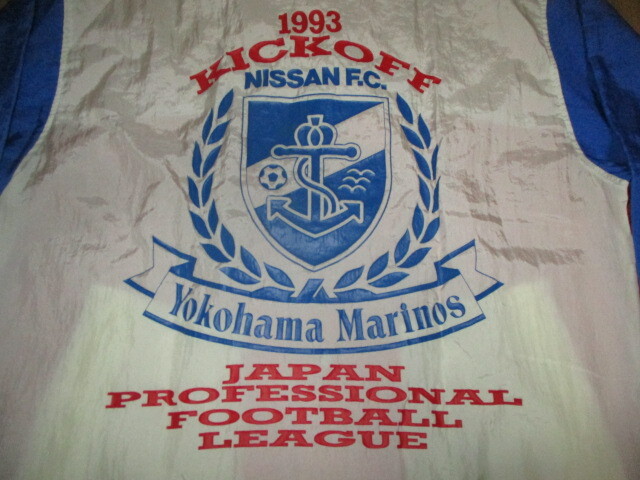 1993
KICKOFF
NISSAN F.C.
Yokohama Marinos
JAPAN
PROFESSIONAL
FOOTBALL
LEAGUE